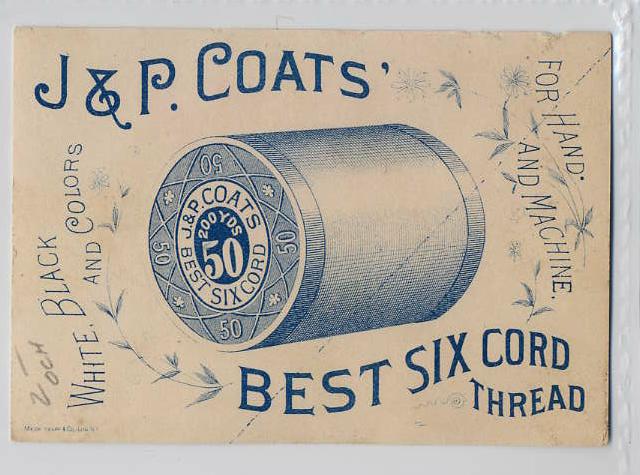 J & P. COATS'
FOR HAND
AND MACHINE.
WHITE, BLACK
AND COLORS
50
J.&P. COATS
200 YDS
50
BEST SIX CORD
50
50
50
BEST SIX CORD
THREAD